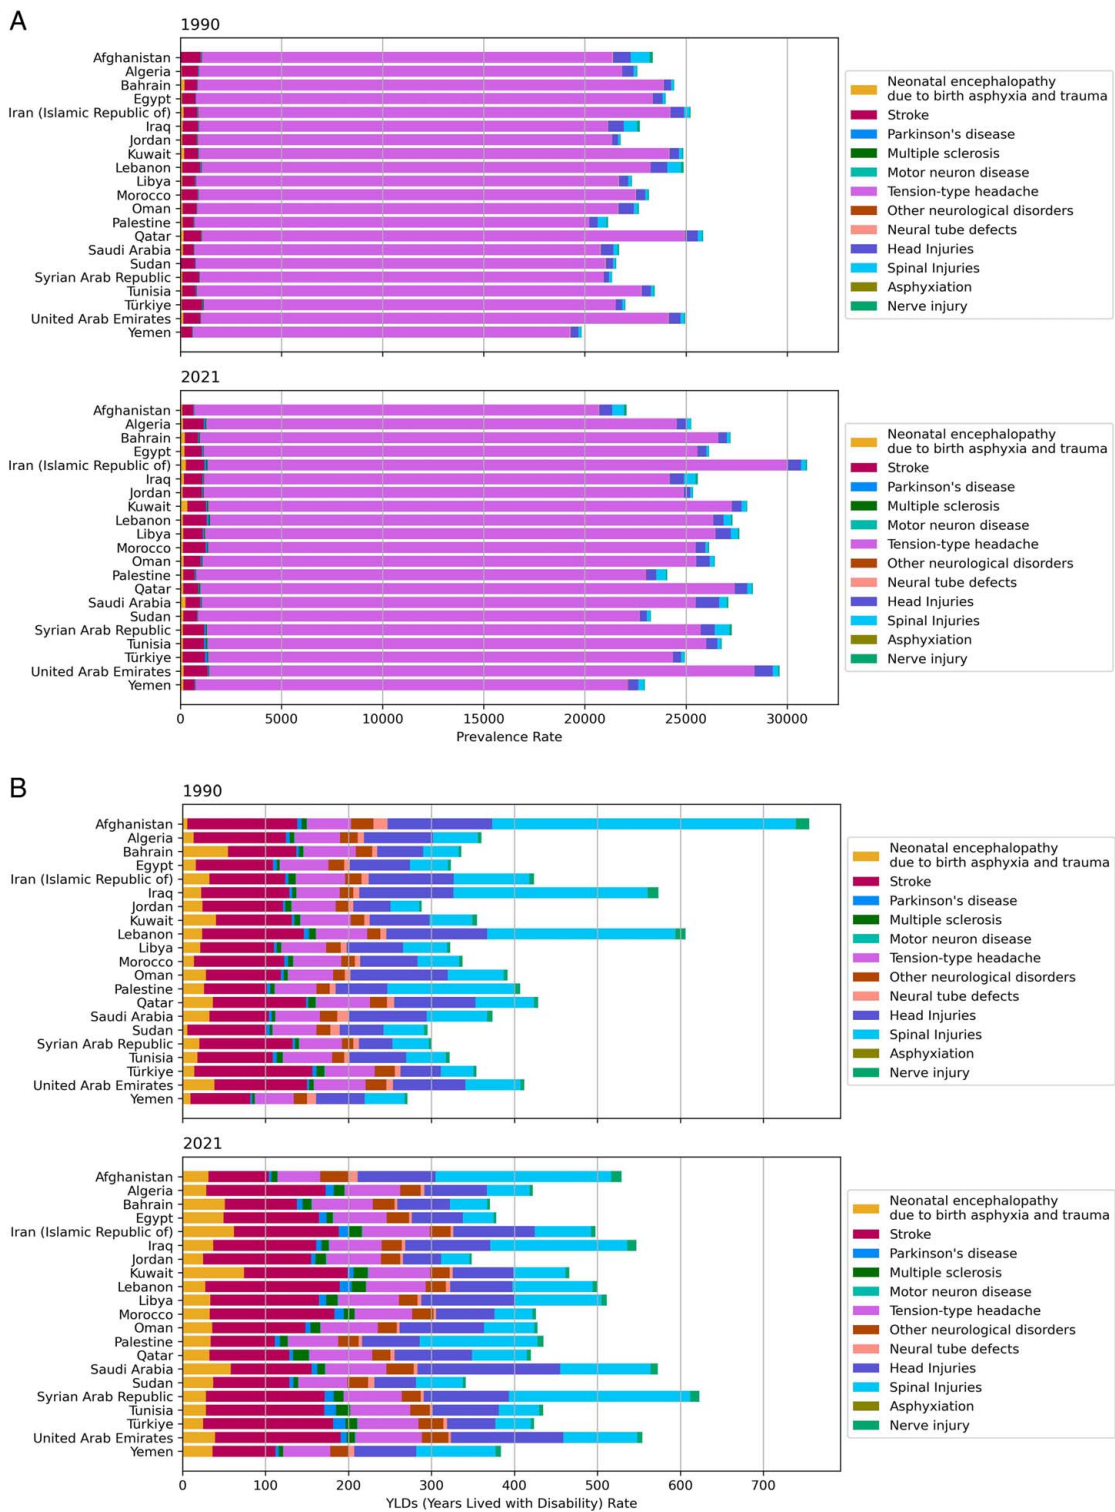 A
1990
Afghanistan
Algeria
Bahrain
Egypt
Iran (Islamic Republic of)
Iraq
Jordan
Kuwait
Lebanon
Libya
Morocco
Oman
Palestine
Qatar
Saudi Arabia
Sudan
Syrian Arab Republic
Tunisia
Türkiye
United Arab Emirates
Yemen
Neonatal encephalopathy
due to birth asphyxia and trauma
Stroke
Parkinson's disease
Multiple sclerosis
Motor neuron disease
Tension-type headache
Other neurological disorders
Neural tube defects
Head Injuries
Spinal Injuries
Asphyxiation
Nerve injury
2021
Afghanistan
Algeria
Bahrain
Egypt
Iran (Islamic Republic of)
Iraq
Jordan
Kuwait
Lebanon
Libya
Morocco
Oman
Palestine
Qatar
Saudi Arabia
Sudan
Syrian Arab Republic
Tunisia
Türkiye
United Arab Emirates
Yemen
0 5000 10000 15000 20000 25000 30000
Prevalence Rate
Neonatal encephalopathy
due to birth asphyxia and trauma
Stroke
Parkinson's disease
Multiple sclerosis
Motor neuron disease
Tension-type headache
Other neurological disorders
Neural tube defects
Head Injuries
Spinal Injuries
Asphyxiation
Nerve injury
B
1990
Afghanistan
Algeria
Bahrain
Egypt
Iran (Islamic Republic of)
Iraq
Jordan
Kuwait
Lebanon
Libya
Morocco
Oman
Palestine
Qatar
Saudi Arabia
Sudan
Syrian Arab Republic
Tunisia
Türkiye
United Arab Emirates
Yemen
Neonatal encephalopathy
due to birth asphyxia and trauma
Stroke
Parkinson's disease
Multiple sclerosis
Motor neuron disease
Tension-type headache
Other neurological disorders
Neural tube defects
Head Injuries
Spinal Injuries
Asphyxiation
Nerve injury
2021
Afghanistan
Algeria
Bahrain
Egypt
Iran (Islamic Republic of)
Iraq
Jordan
Kuwait
Lebanon
Libya
Morocco
Oman
Palestine
Qatar
Saudi Arabia
Sudan
Syrian Arab Republic
Tunisia
Türkiye
United Arab Emirates
Yemen
0 100 200 300 400 500 600 700
YLDs (Years Lived with Disability) Rate
Neonatal encephalopathy
due to birth asphyxia and trauma
Stroke
Parkinson's disease
Multiple sclerosis
Motor neuron disease
Tension-type headache
Other neurological disorders
Neural tube defects
Head Injuries
Spinal Injuries
Asphyxiation
Nerve injury